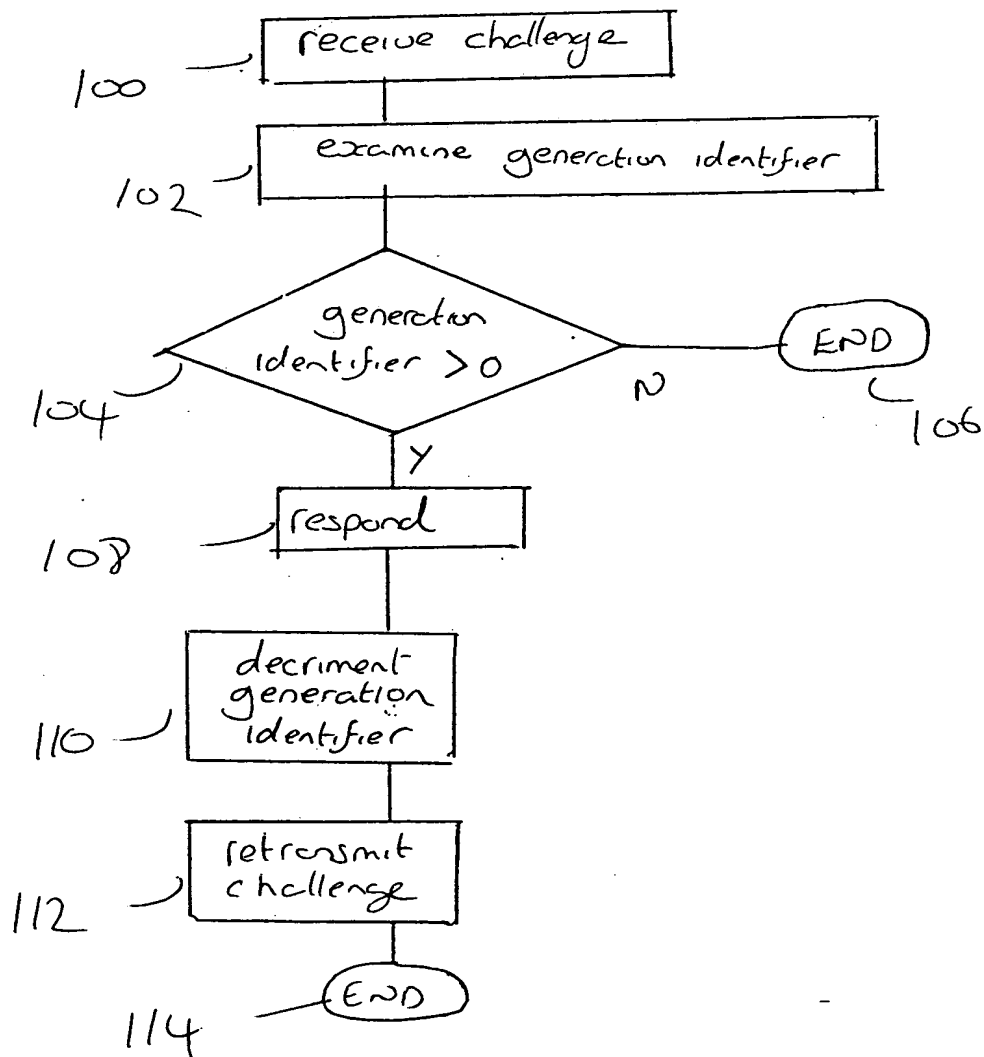 receive challenge
100
examine generation identifier
102
generation
identifier > 0
104
N
END
106
Y
respond
108
decriment
generation
identifier
110
retransmit
challenge
112
END
114